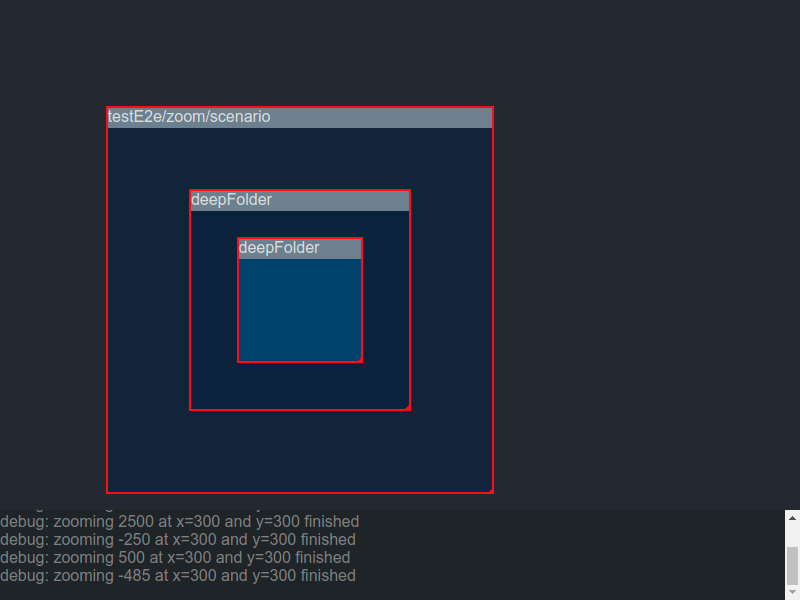 testE2e/zoom/scenario
deepFolder
deepFolder
debug: zooming 2500 at x=300 and y=300 finished
debug: zooming -250 at x=300 and y=300 finished
debug: zooming 500 at x=300 and y=300 finished
debug: zooming -485 at x=300 and y=300 finished